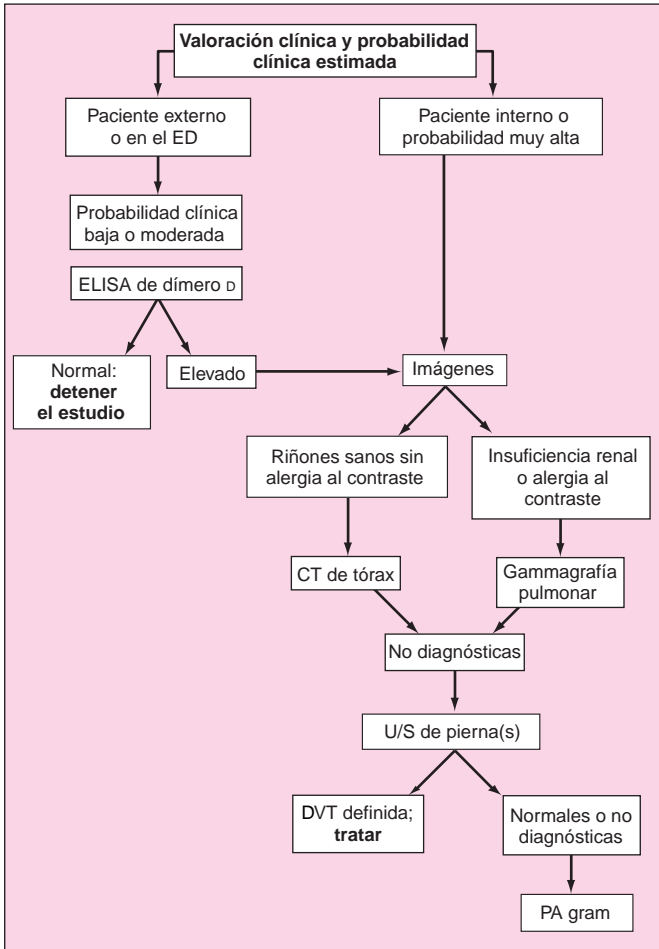 Valoración clínica y probabilidad
clínica estimada
Paciente externo
o en el ED
Paciente interno o
probabilidad muy alta
Probabilidad clínica
baja o moderada
ELISA de dímero D
Normal:
detener
el estudio
Elevado
Imágenes
Riñones sanos sin
alergia al contraste
Insuficiencia renal
o alergia al
contraste
CT de tórax
Gammagrafía
pulmonar
No diagnósticas
U/S de pierna(s)
DVT definida;
tratar
Normales o no
diagnósticas
PA gram